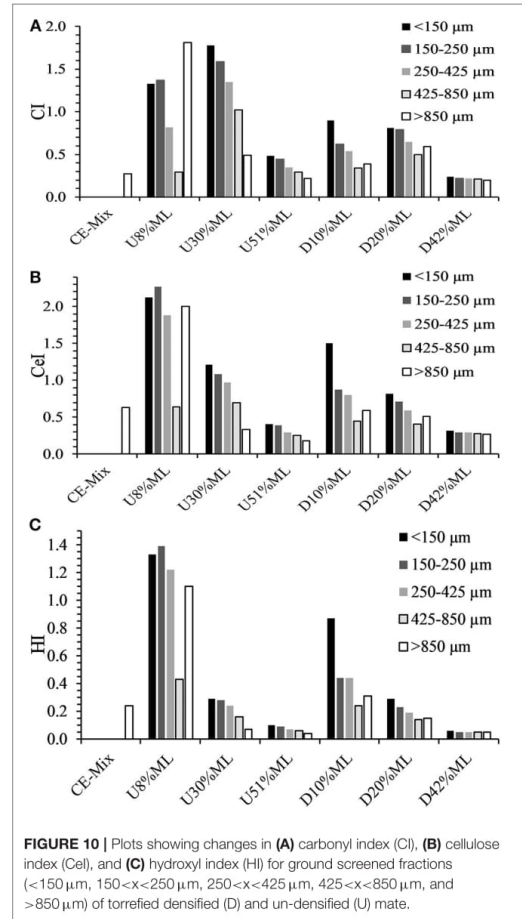 A
<150 µm
150-250 µm
250-425 µm
425-850 µm
>850 µm
CI
2.0
1.5
1.0
0.5
0.0
CE-Mix
U8%ML
U30%ML
U51%ML
D10%ML
D20%ML
D42%ML
B
<150 µm
150-250 µm
250-425 µm
425-850 µm
>850 µm
CeI
2.0
1.5
1.0
0.5
0.0
CE-Mix
U8%ML
U30%ML
U51%ML
D10%ML
D20%ML
D42%ML
C
<150 µm
150-250 µm
250-425 µm
425-850 µm
>850 µm
HI
1.4
1.2
1.0
0.8
0.6
0.4
0.2
0.0
CE-Mix
U8%ML
U30%ML
U51%ML
D10%ML
D20%ML
D42%ML
FIGURE 10 | Plots showing changes in (A) carbonyl index (CI), (B) cellulose
index (CeI), and (C) hydroxyl index (HI) for ground screened fractions
(<150 µm, 150<x<250 µm, 250<x<425 µm, 425<x<850 µm, and
>850 µm) of torrefied densified (D) and un-densified (U) mate.